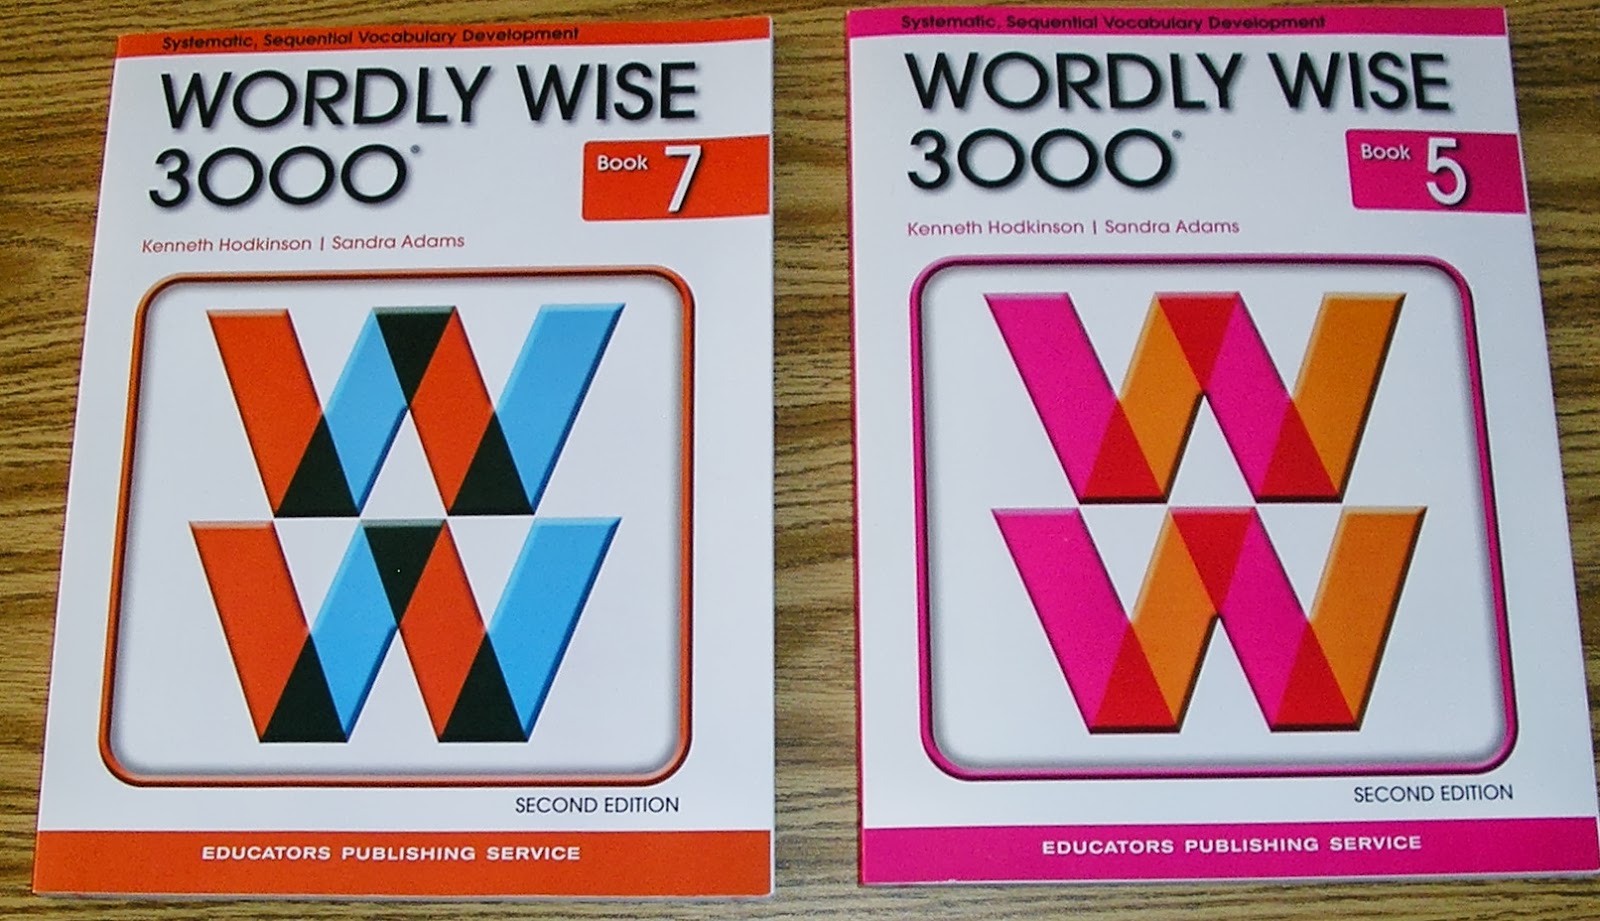 Systematic, Sequential Vocabulary Development
WORDLY WISE
3000®
Book 7
Kenneth Hodkinson | Sandra Adams
W
W
SECOND EDITION
EDUCATORS PUBLISHING SERVICE
Systematic, Sequential Vocabulary Development
WORDLY WISE
3000®
Book 5
Kenneth Hodkinson | Sandra Adams
W
W
SECOND EDITION
EDUCATORS PUBLISHING SERVICE